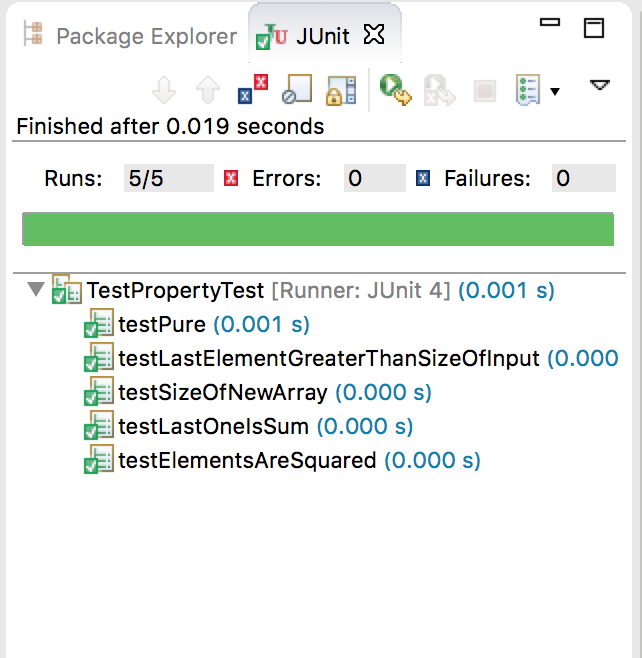 Package Explorer JUnit
Finished after 0.019 seconds
Runs: 5/5 Errors: 0 Failures: 0
TestPropertyTest [Runner: JUnit 4] (0.001 s)
testPure (0.001 s)
testLastElementGreaterThanSizeOfInput (0.000
testSizeOfNewArray (0.000 s)
testLastOneIsSum (0.000 s)
testElementsAreSquared (0.000 s)